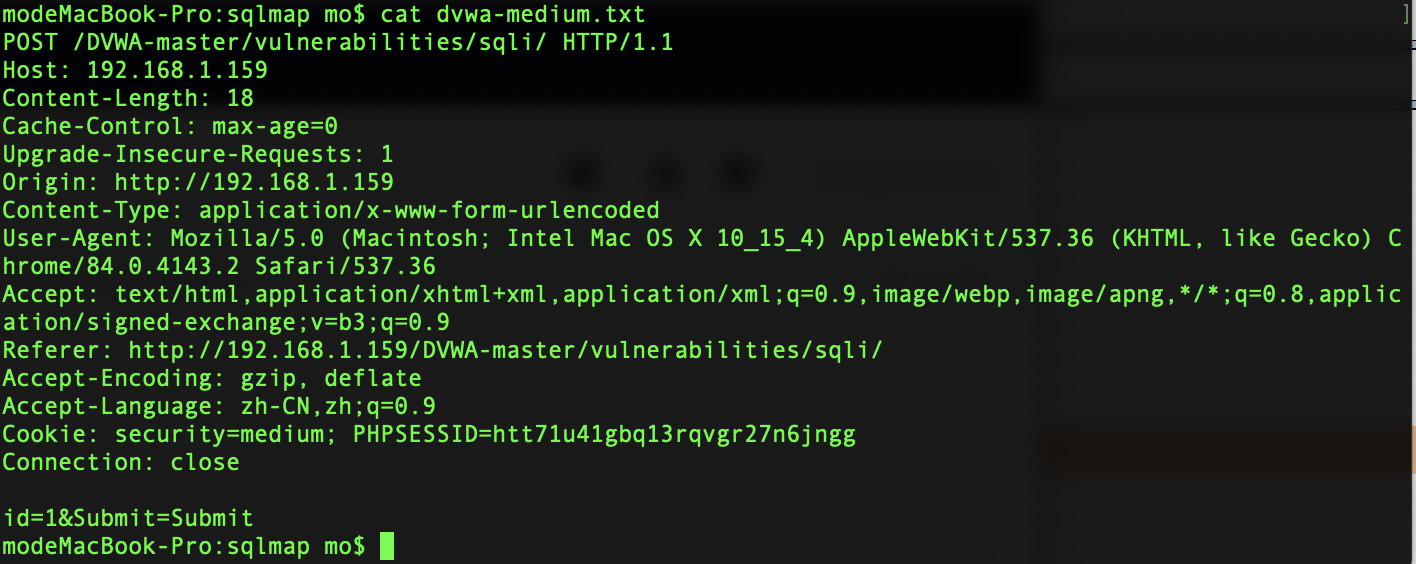 modeMacBook-Pro:sqlmap mo$ cat dvwa-medium.txt
POST /DVWA-master/vulnerabilities/sqli/ HTTP/1.1
Host: 192.168.1.159
Content-Length: 18
Cache-Control: max-age=0
Upgrade-Insecure-Requests: 1
Origin: http://192.168.1.159
Content-Type: application/x-www-form-urlencoded
User-Agent: Mozilla/5.0 (Macintosh; Intel Mac OS X 10_15_4) AppleWebKit/537.36 (KHTML, like Gecko) C
hrome/84.0.4143.2 Safari/537.36
Accept: text/html,application/xhtml+xml,application/xml;q=0.9,image/webp,image/apng,*/*;q=0.8,applic
ation/signed-exchange;v=b3;q=0.9
Referer: http://192.168.1.159/DVWA-master/vulnerabilities/sqli/
Accept-Encoding: gzip, deflate
Accept-Language: zh-CN,zh;q=0.9
Cookie: security=medium; PHPSESSID=htt71u41gbq13rqvgr27n6jngg
Connection: close

id=1&Submit=Submit
modeMacBook-Pro:sqlmap mo$